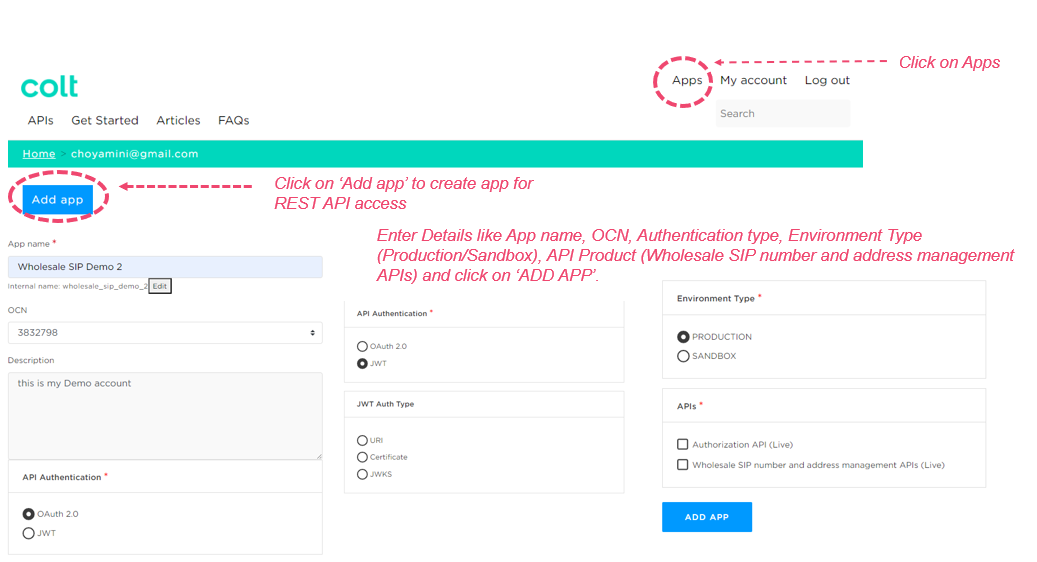 colt
Apps My account Log out
Click on Apps
Search
APIs Get Started Articles FAQs
Home > choyamini@gmail.com
Add app
Click on ‘Add app’ to create app for
REST API access
Enter Details like App name, OCN, Authentication type, Environment Type
(Production/Sandbox), API Product (Wholesale SIP number and address management
APIs) and click on ‘ADD APP’.
App name *
Wholesale SIP Demo 2
Internal name: wholesale_sip_demo_2 Edit
OCN
3832798
Description
this is my Demo account
API Authentication *
OAuth 2.0
JWT
API Authentication *
OAuth 2.0
JWT
JWT Auth Type
URI
Certificate
JWKS
Environment Type *
PRODUCTION
SANDBOX
APIs *
Authorization API (Live)
Wholesale SIP number and address management APIs (Live)
ADD APP